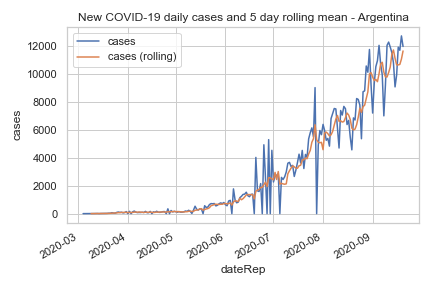 New COVID-19 daily cases and 5 day rolling mean - Argentina
cases
cases (rolling)
12000
10000
8000
6000
4000
2000
0
cases
2020-03
2020-04
2020-05
2020-06
2020-07
2020-08
2020-09
dateRep